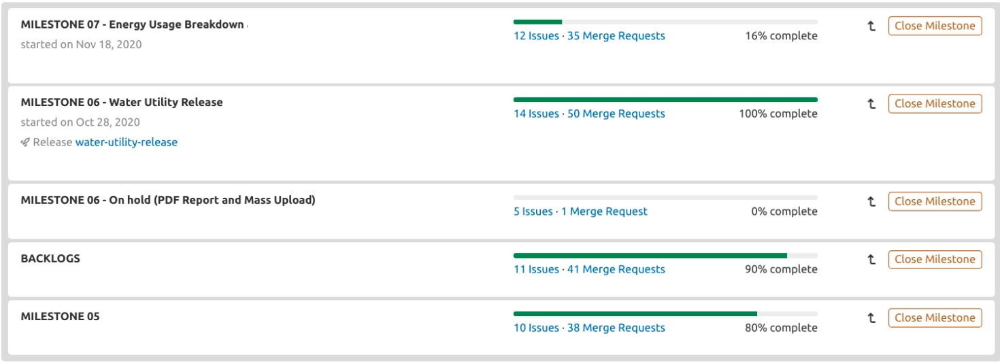 MILESTONE 07 - Energy Usage Breakdown
12 Issues · 35 Merge Requests
16% complete
Close Milestone
started on Nov 18, 2020
MILESTONE 06 - Water Utility Release
14 Issues · 50 Merge Requests
100% complete
Close Milestone
started on Oct 28, 2020
Release water-utility-release
MILESTONE 06 - On hold (PDF Report and Mass Upload)
5 Issues · 1 Merge Request
0% complete
Close Milestone
BACKLOGS
11 Issues · 41 Merge Requests
90% complete
Close Milestone
MILESTONE 05
10 Issues · 38 Merge Requests
80% complete
Close Milestone